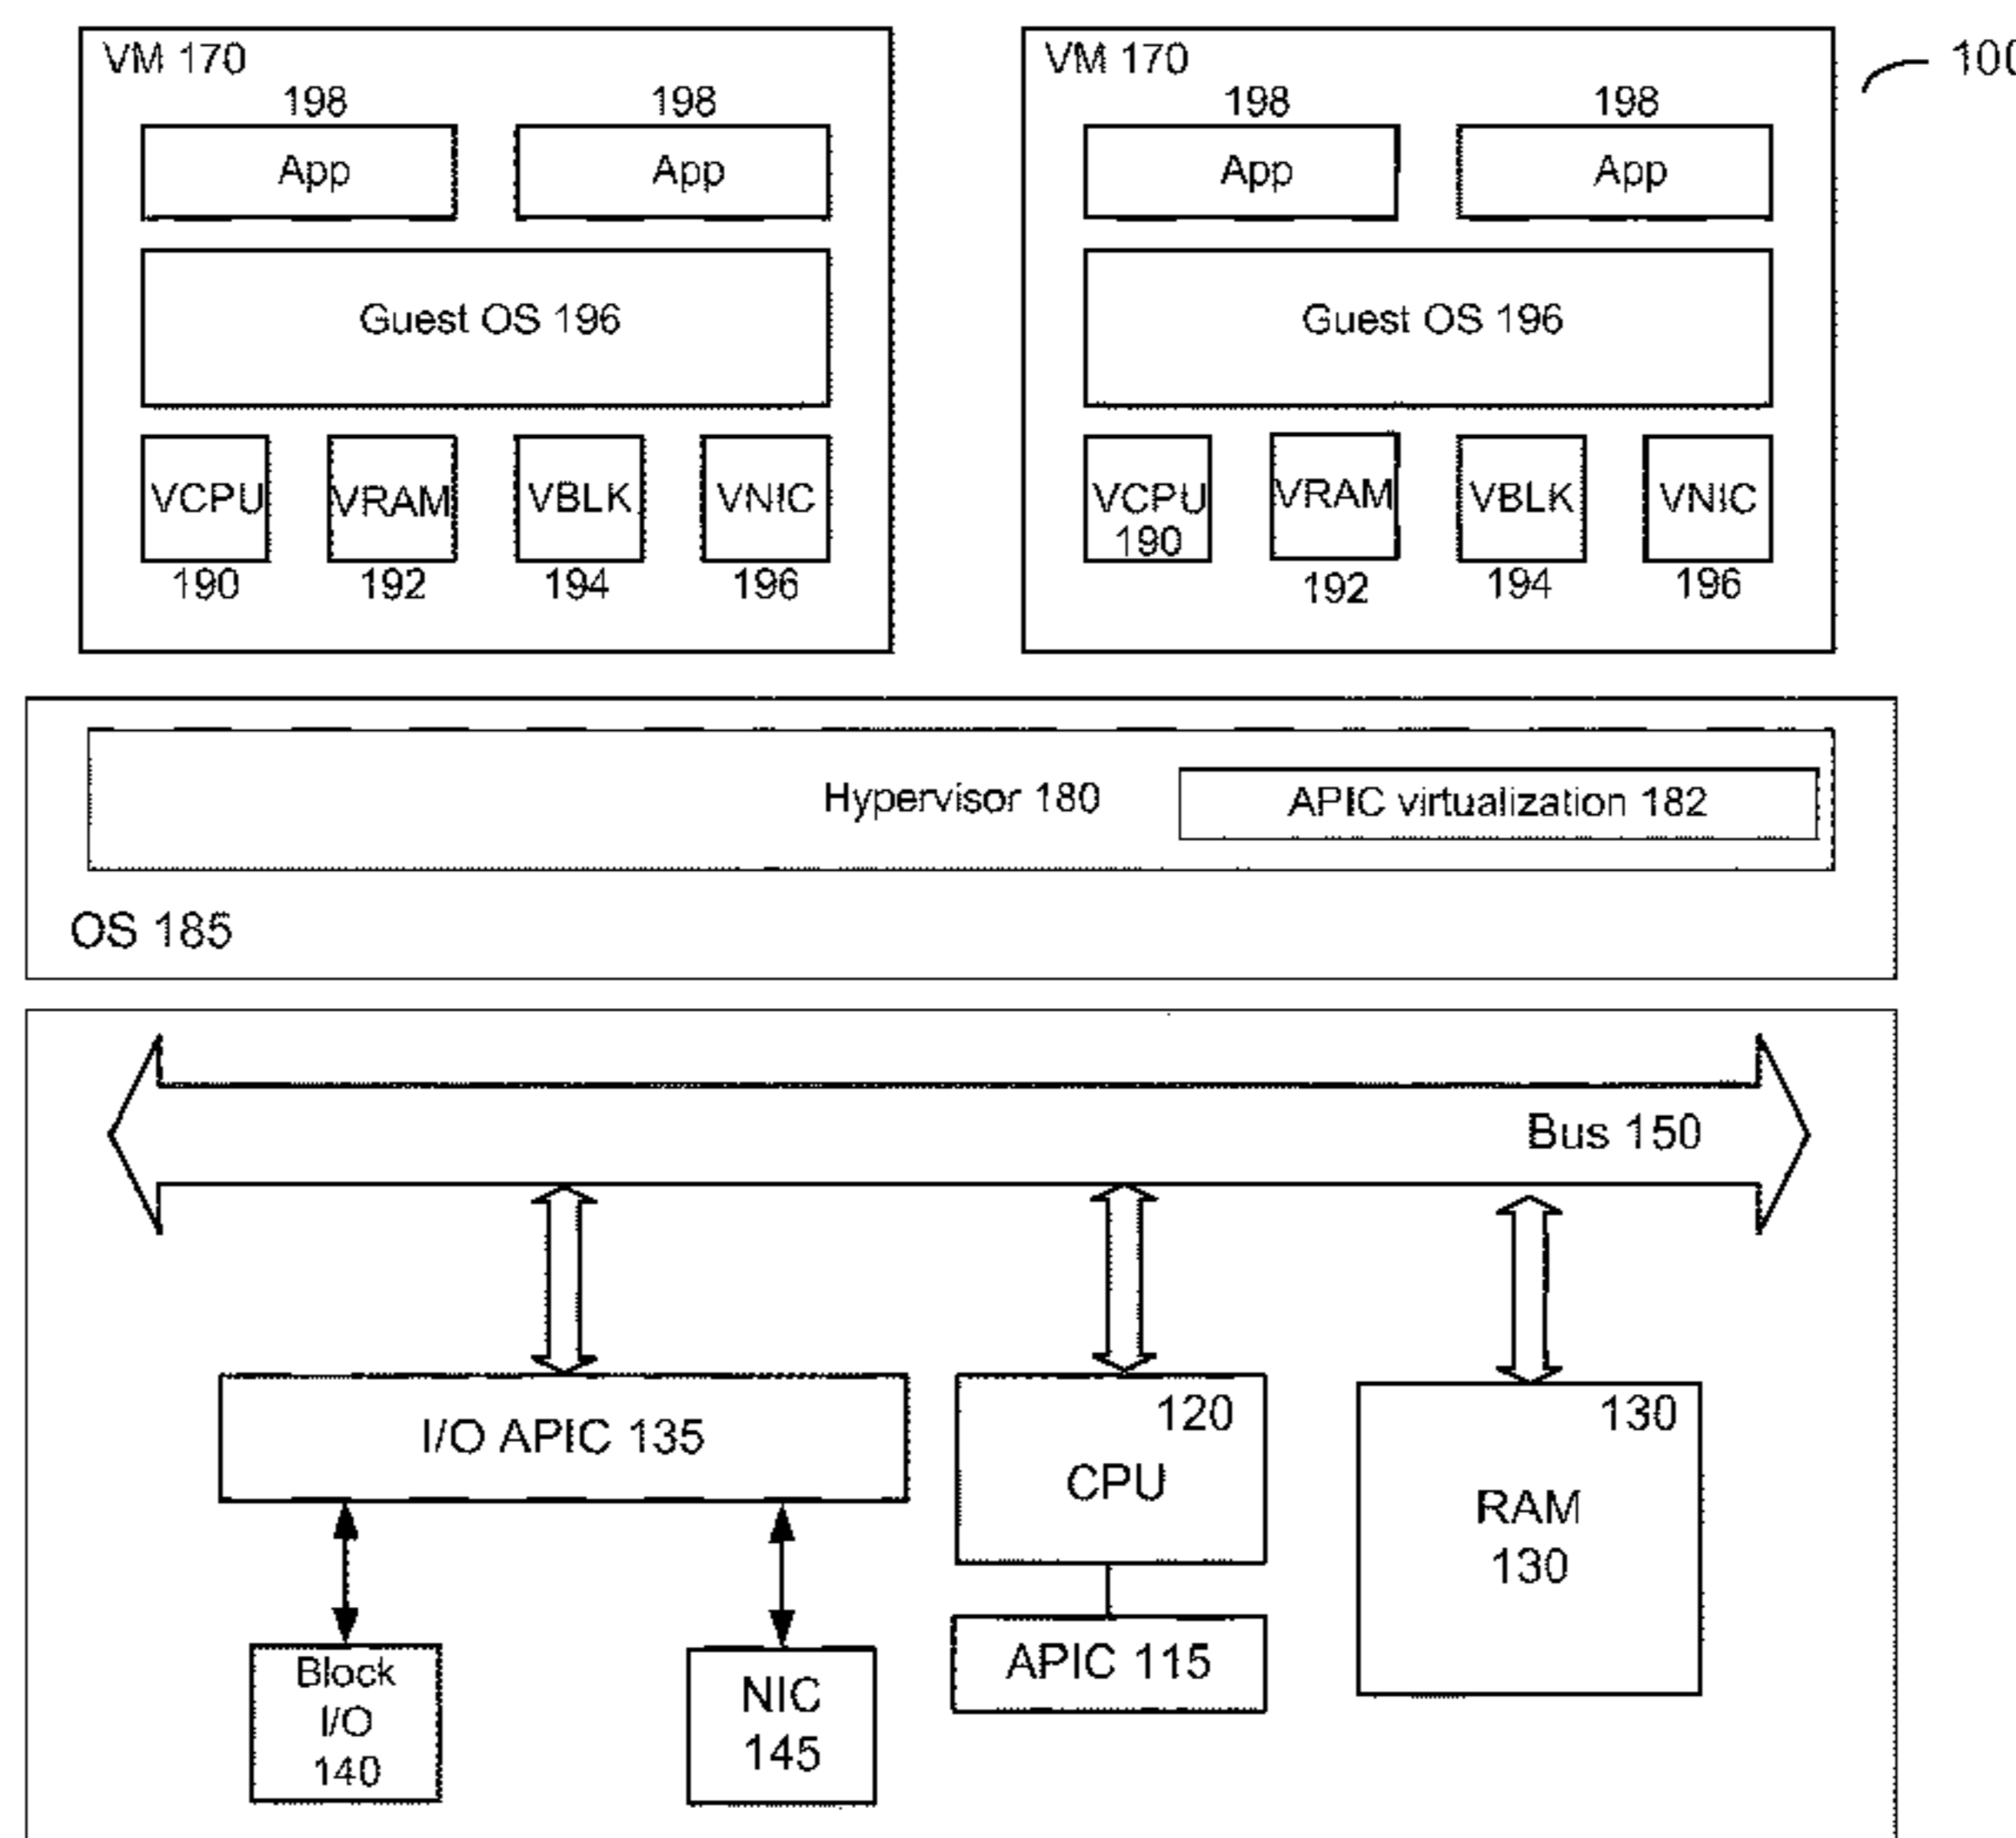 VM 170
198 198
App App
Guest OS 196
VCPU VRAM VBLK VNIC
190 192 194 196
VM 170
198 198
App App
Guest OS 196
VCPU VRAM VBLK VNIC
190
192 194 196
100
Hypervisor 180
APIC virtualization 182
OS 185
Bus 150
I/O APIC 135
120
CPU
130
RAM
130
APIC 115
Block
I/O
140
NIC
145